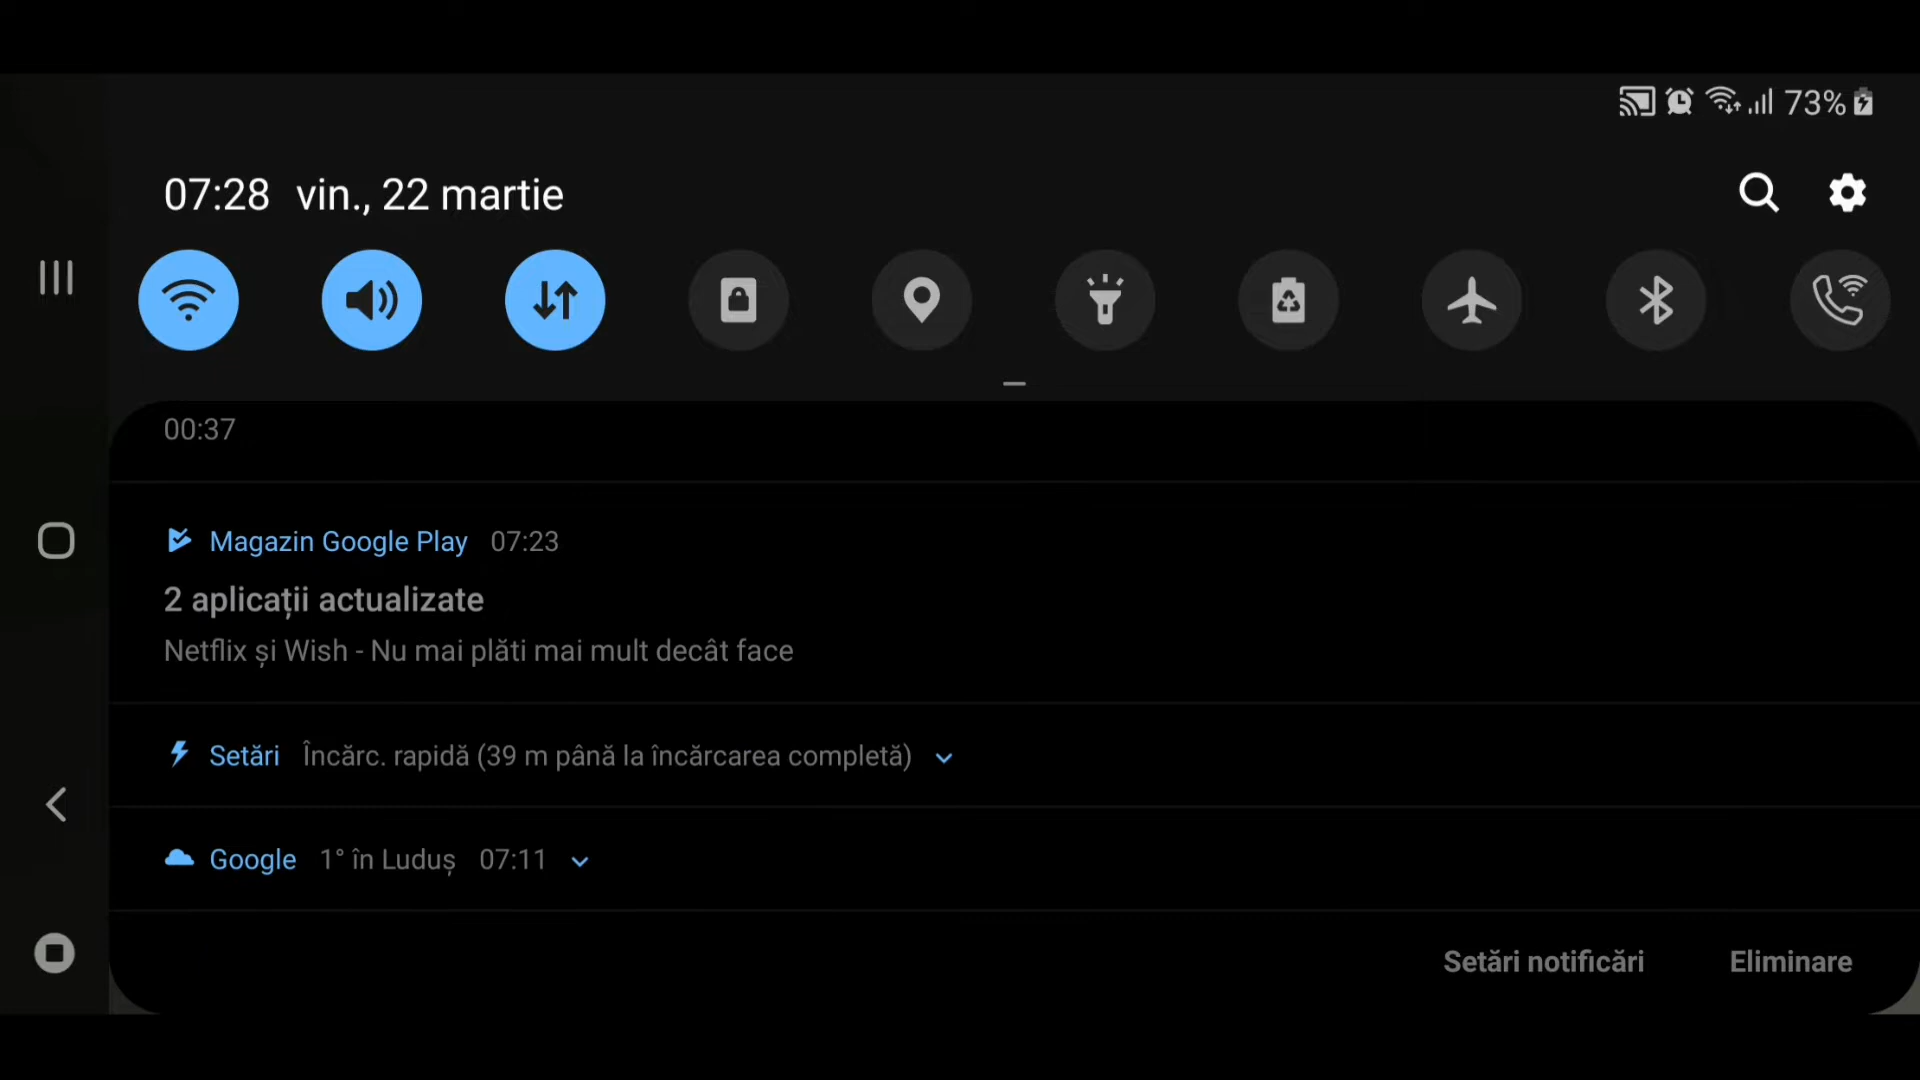 73%
07:28 vin., 22 martie
00:37
Magazin Google Play 07:23
2 aplicații actualizate
Netflix și Wish - Nu mai plăti mai mult decât face
Setări Încărc. rapidă (39 m până la încărcarea completă)
Google 1° în Luduș 07:11
Setări notificări Eliminare